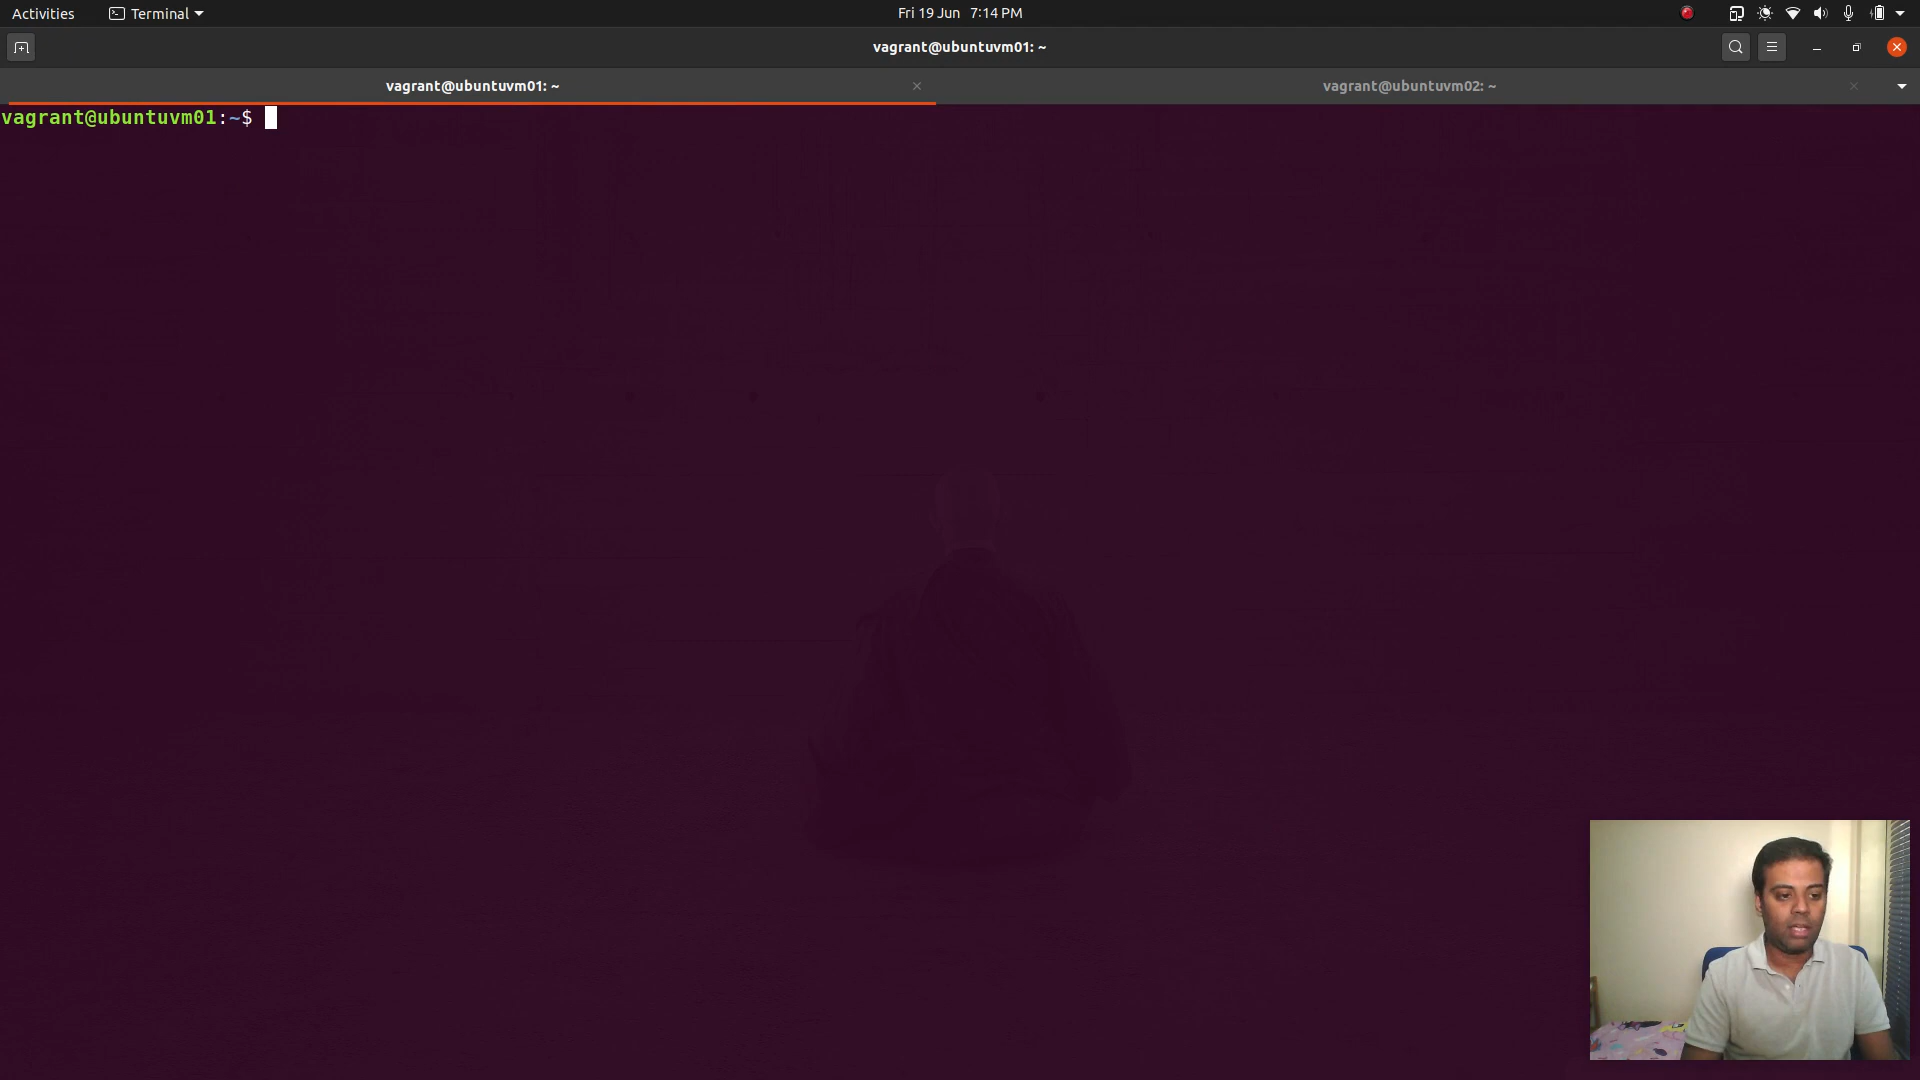 Activities
Terminal
Fri 19 Jun 7:14 PM
vagrant@ubuntuvm01: ~
vagrant@ubuntuvm01: ~
vagrant@ubuntuvm02: ~
vagrant@ubuntuvm01:~$